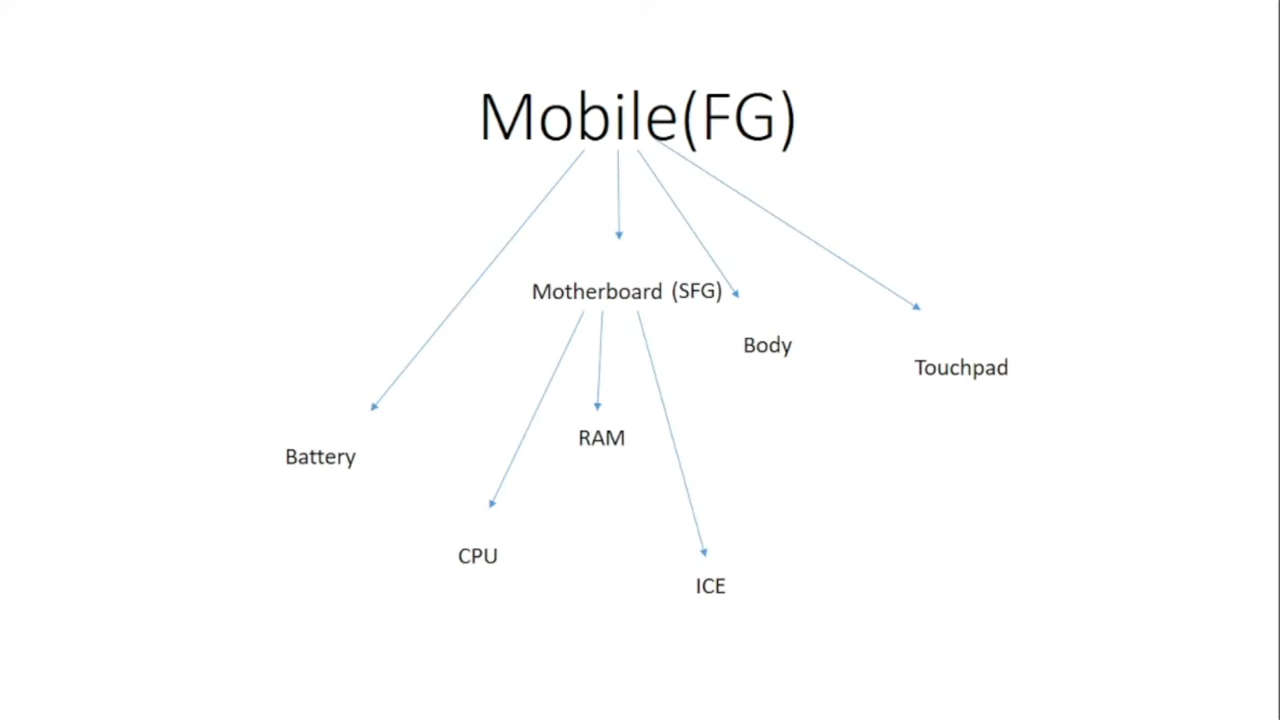 Mobile(FG)
Motherboard (SFG)
Body
Touchpad
Battery
RAM
CPU
ICE